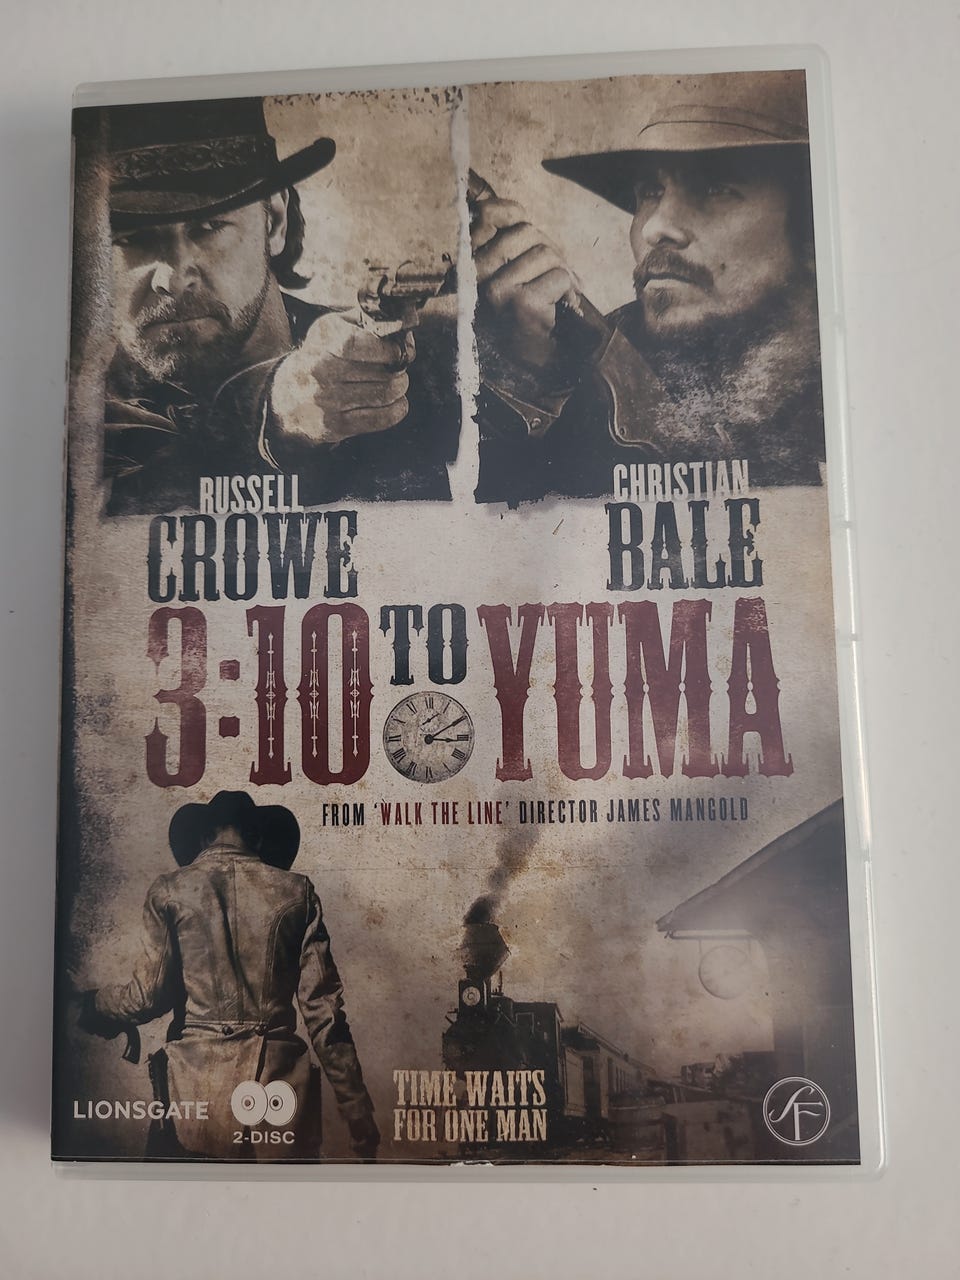 RUSSELL
CROWE
CHRISTIAN
BALE
3:10 TO YUMA
FROM 'WALK THE LINE' DIRECTOR JAMES MANGOLD
TIME WAITS
FOR ONE MAN
LIONSGATE
2-DISC
SF